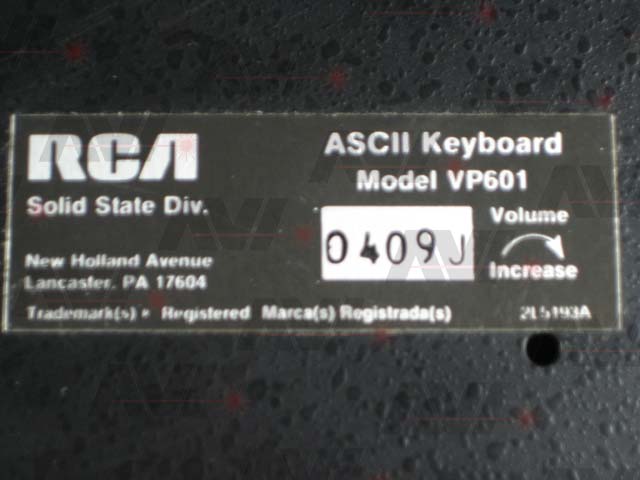 RCA
Solid State Div.
New Holland Avenue
Lancaster, PA 17604
ASCII Keyboard
Model VP601
0409J
Volume
Increase
Trademark(s) ® Registered Marca(s) Registrada(s)
2L5193A